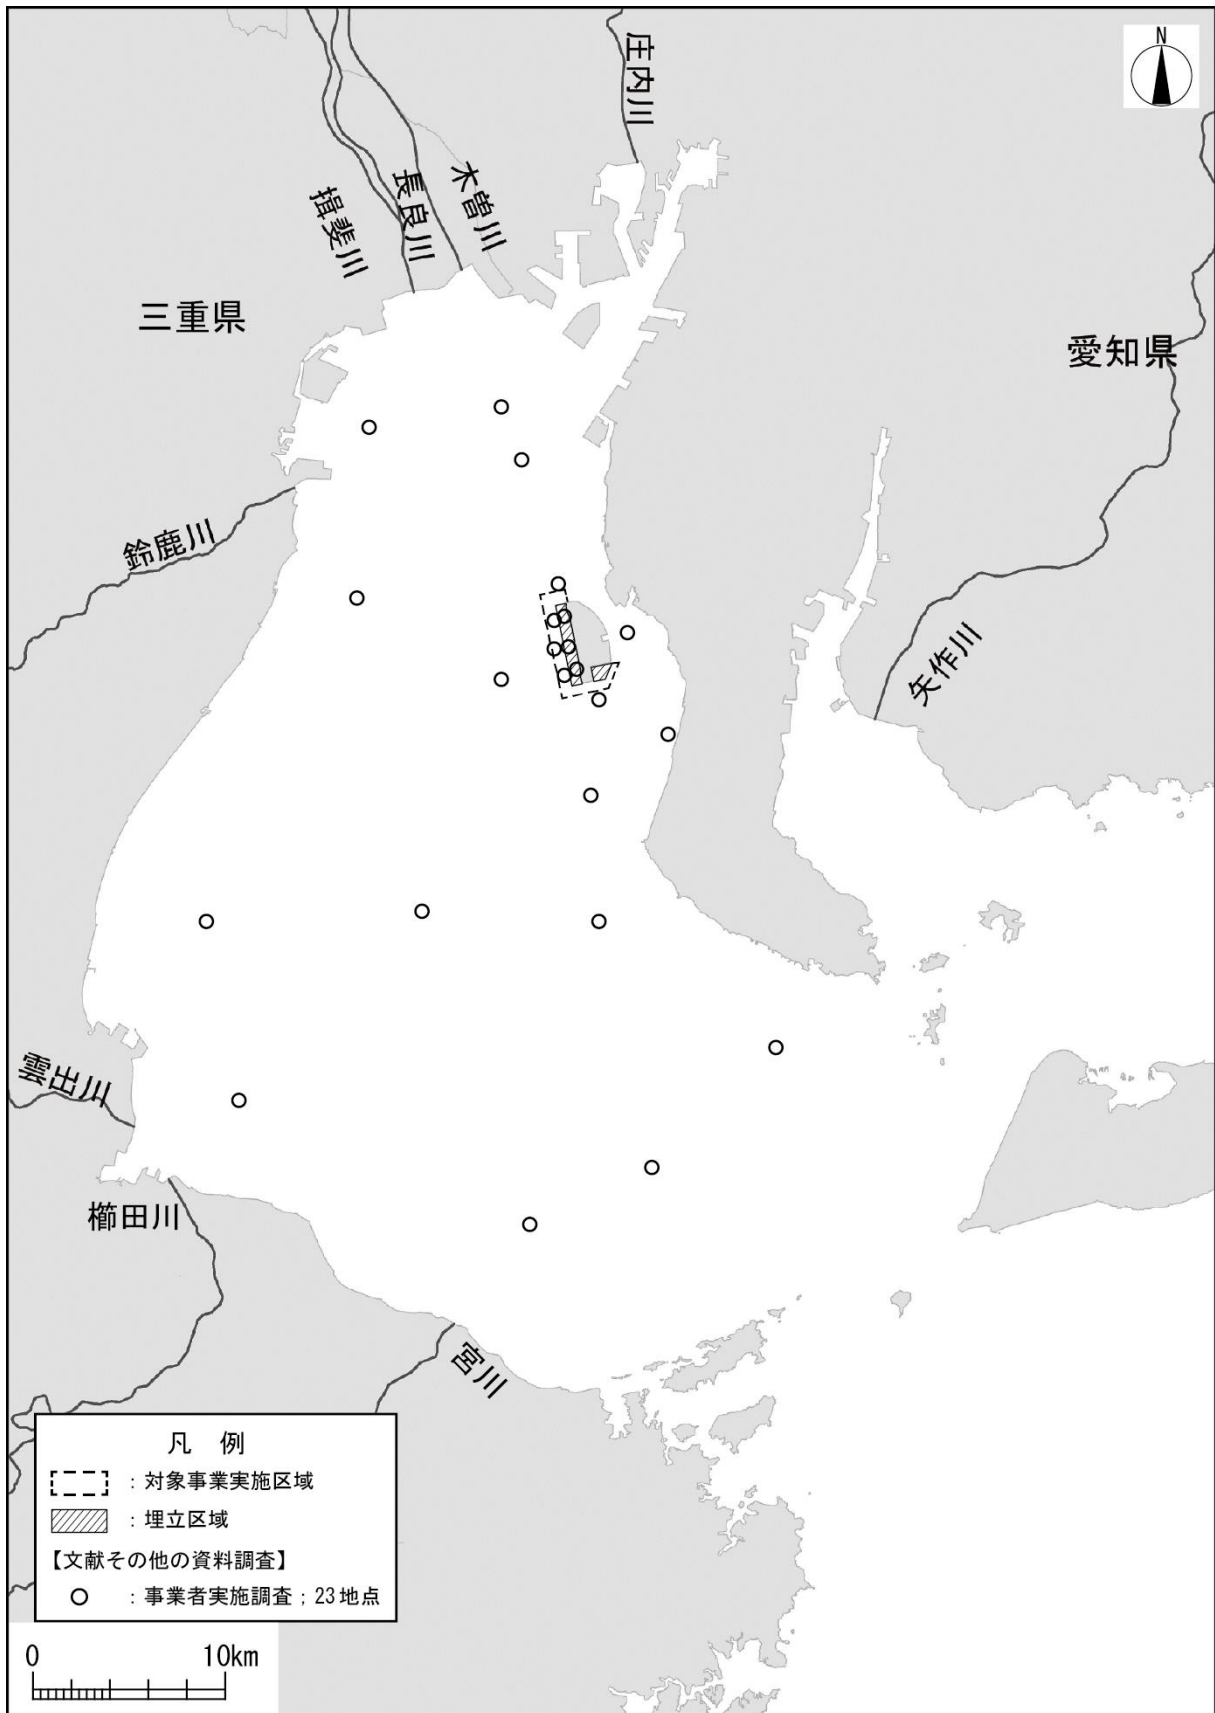 N
庄内川
木曽川
長良川
揖斐川
三重県
愛知県
鈴鹿川
矢作川
雲出川
櫛田川
宮川
凡 例
：対象事業実施区域
：埋立区域
【文献その他の資料調査】
：事業者実施調査；23地点
0 10km